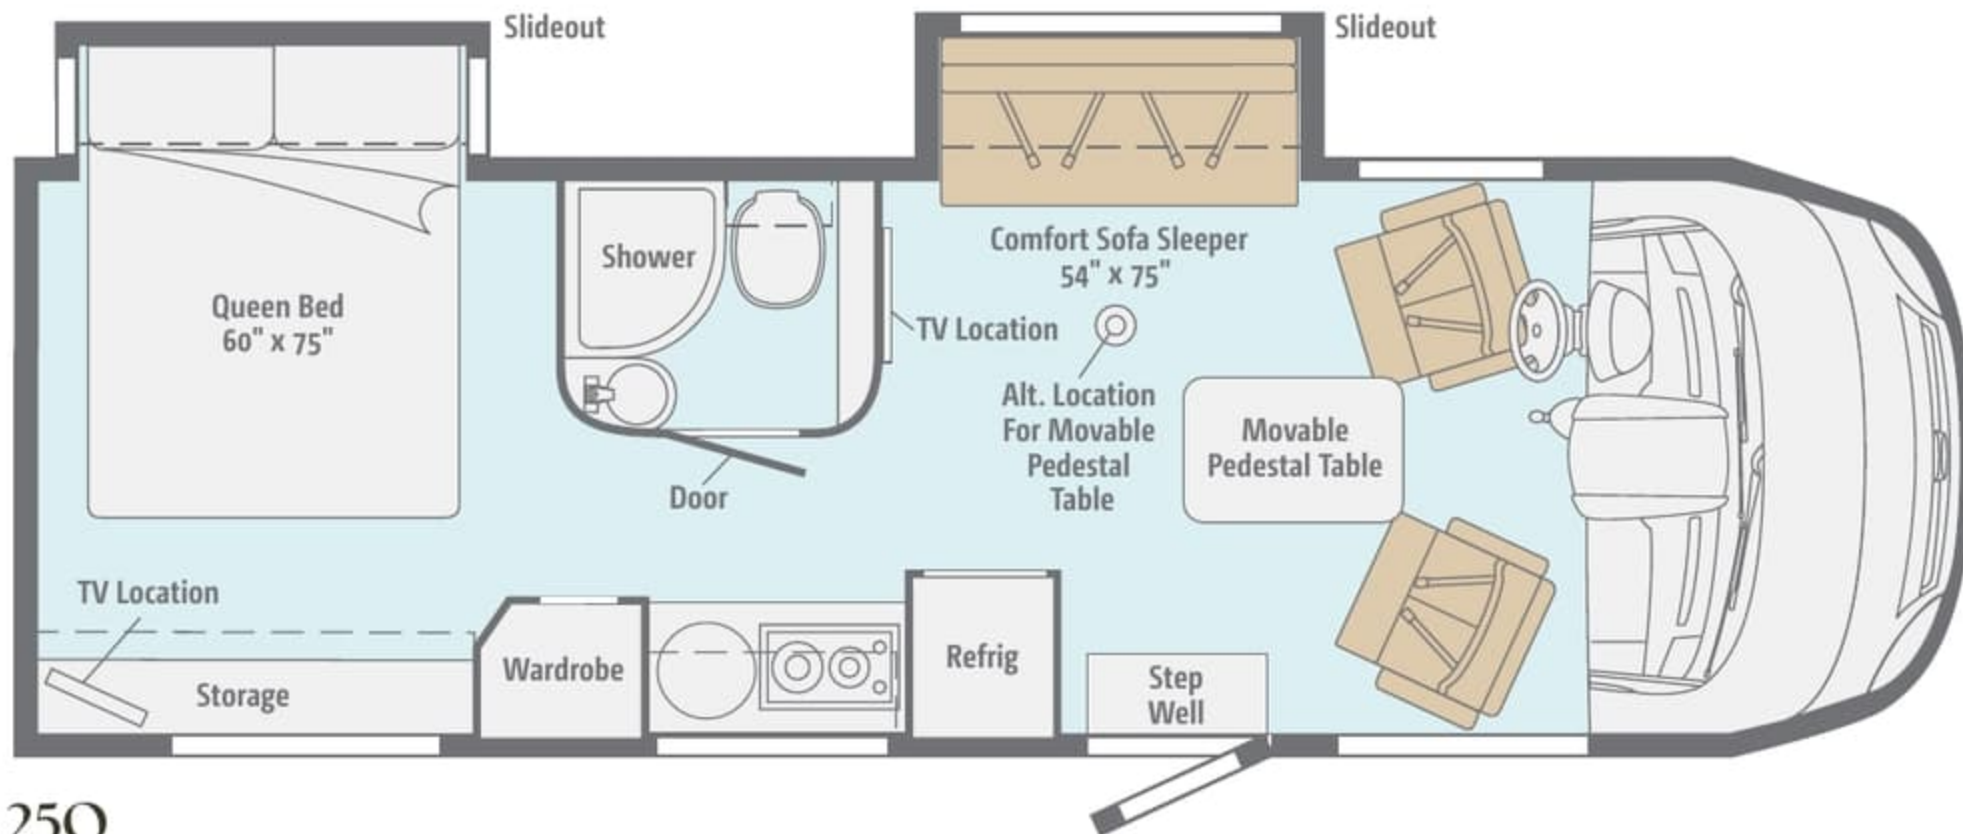 Slideout
Slideout
Queen Bed
60" x 75"
Shower
Comfort Sofa Sleeper
54" x 75"
TV Location
Alt. Location
For Movable
Pedestal
Table
Movable
Pedestal Table
Door
TV Location
Storage
Wardrobe
Refrig
Step
Well